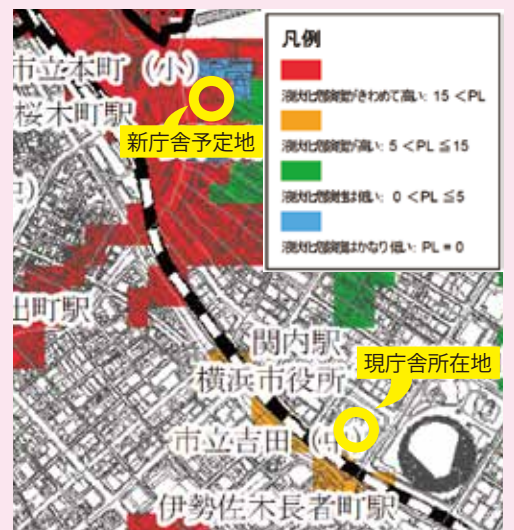 凡例
液状化危険度がきわめて高い: 15 <PL
液状化危険度が高い: 5 <PL ≦15
液状化危険性は低い: 0 <PL ≦5
液状化危険度はかなり低い: PL = 0
市立本町(小)
桜木町駅
新庁舎予定地
出町駅
関内駅
横浜市役所
現庁舎所在地
市立吉田(中)
伊勢佐木長者町駅